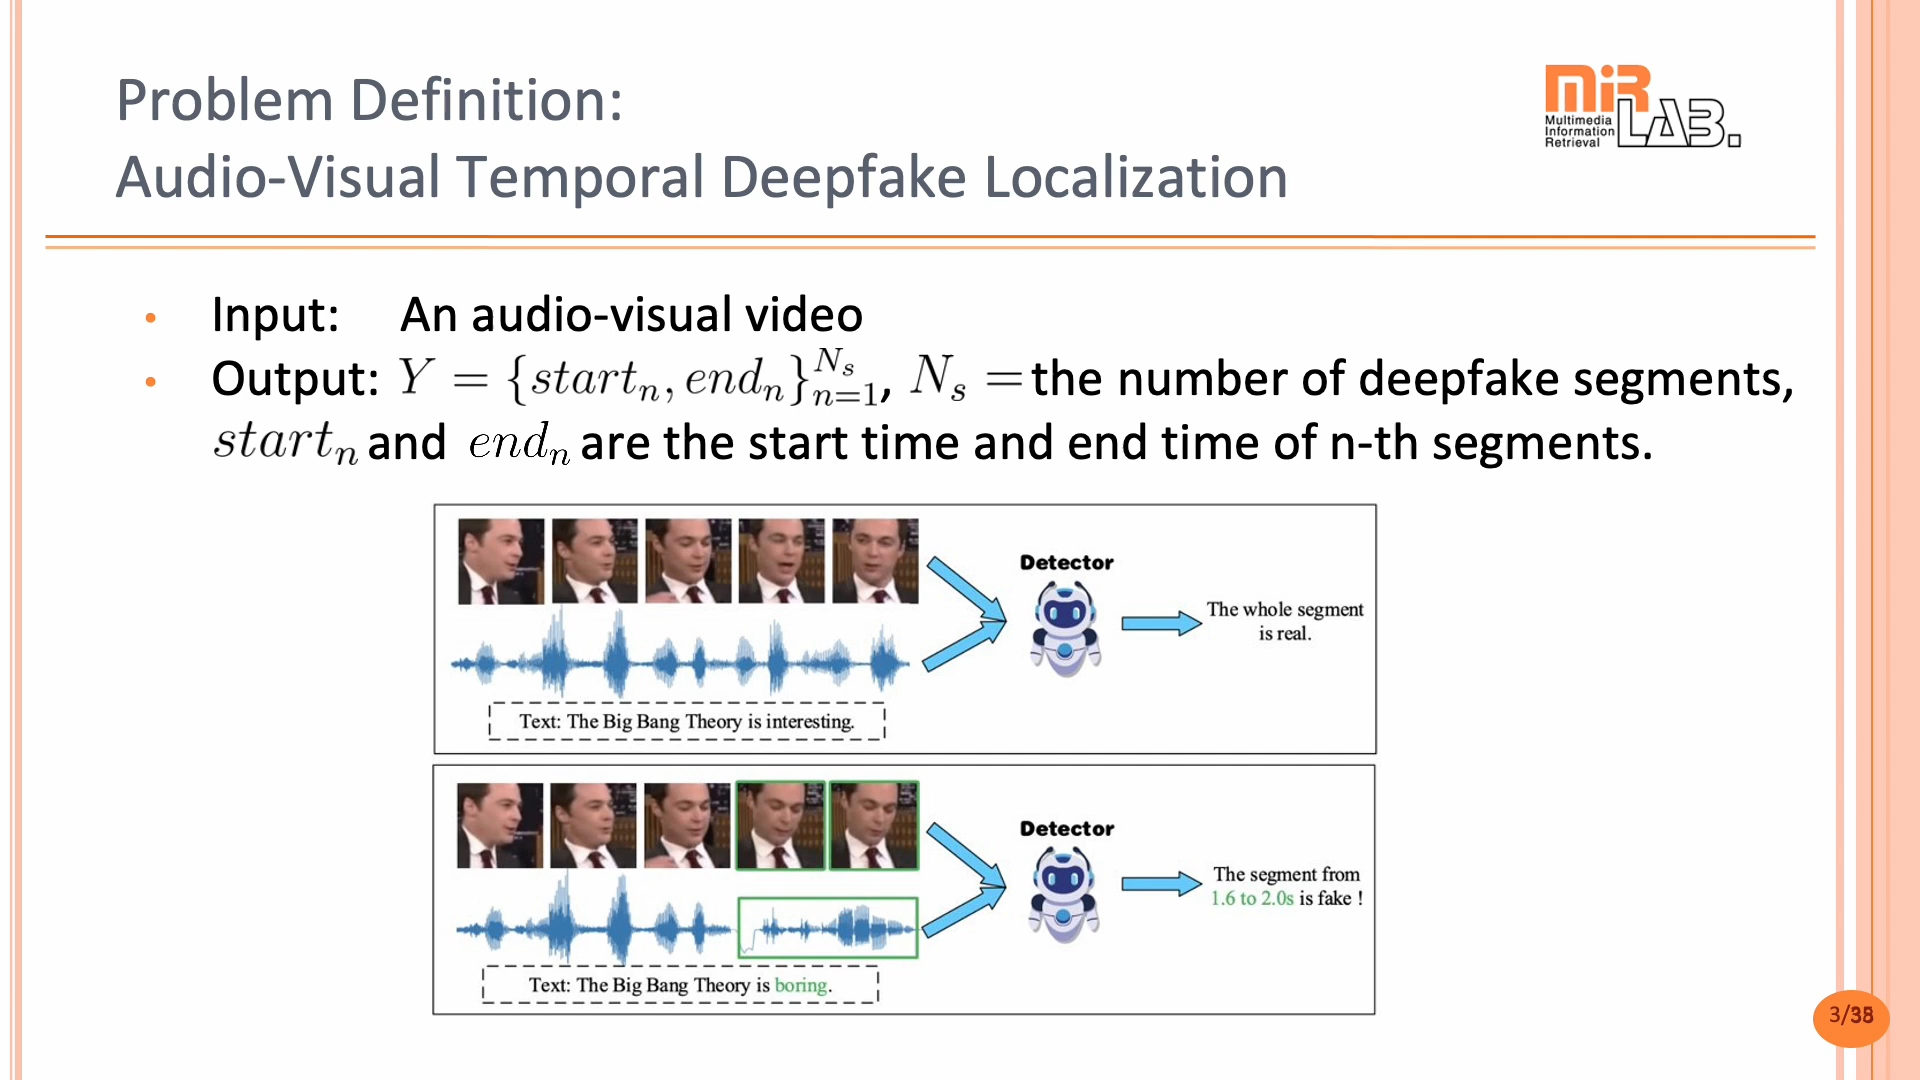 Problem Definition:
Audio-Visual Temporal Deepfake Localization
MiR LAB.
Multimedia
Information
Retrieval
• Input: An audio-visual video
• Output: $Y = \{start_n, end_n\}_{n=1}^{N_s}$, $N_s =$ the number of deepfake segments,
$start_n$ and $end_n$ are the start time and end time of n-th segments.
Detector
The whole segment
is real.
Text: The Big Bang Theory is interesting.
Detector
The segment from
1.6 to 2.0s is fake !
Text: The Big Bang Theory is boring.